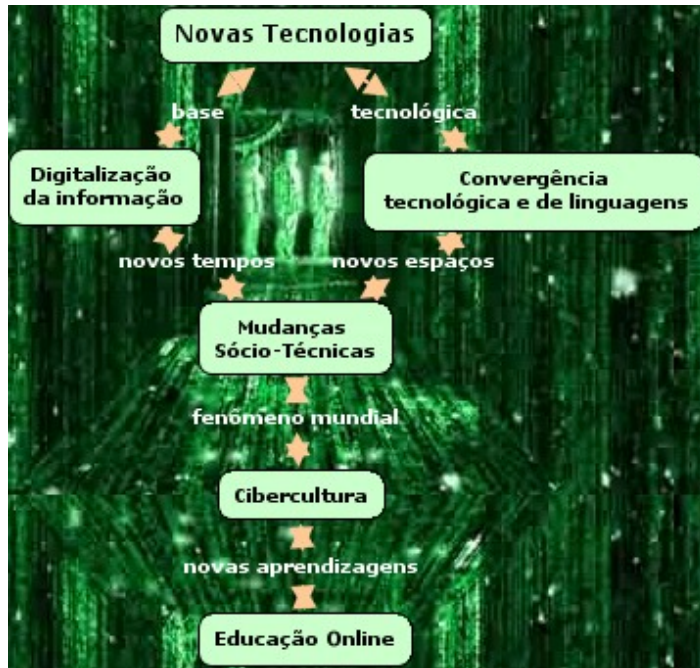 Novas Tecnologias
base
tecnológica
Digitalização
da informação
Convergência
tecnológica e de linguagens
novos tempos
novos espaços
Mudanças
Sócio-Técnicas
fenômeno mundial
Cibercultura
novas aprendizagens
Educação Online